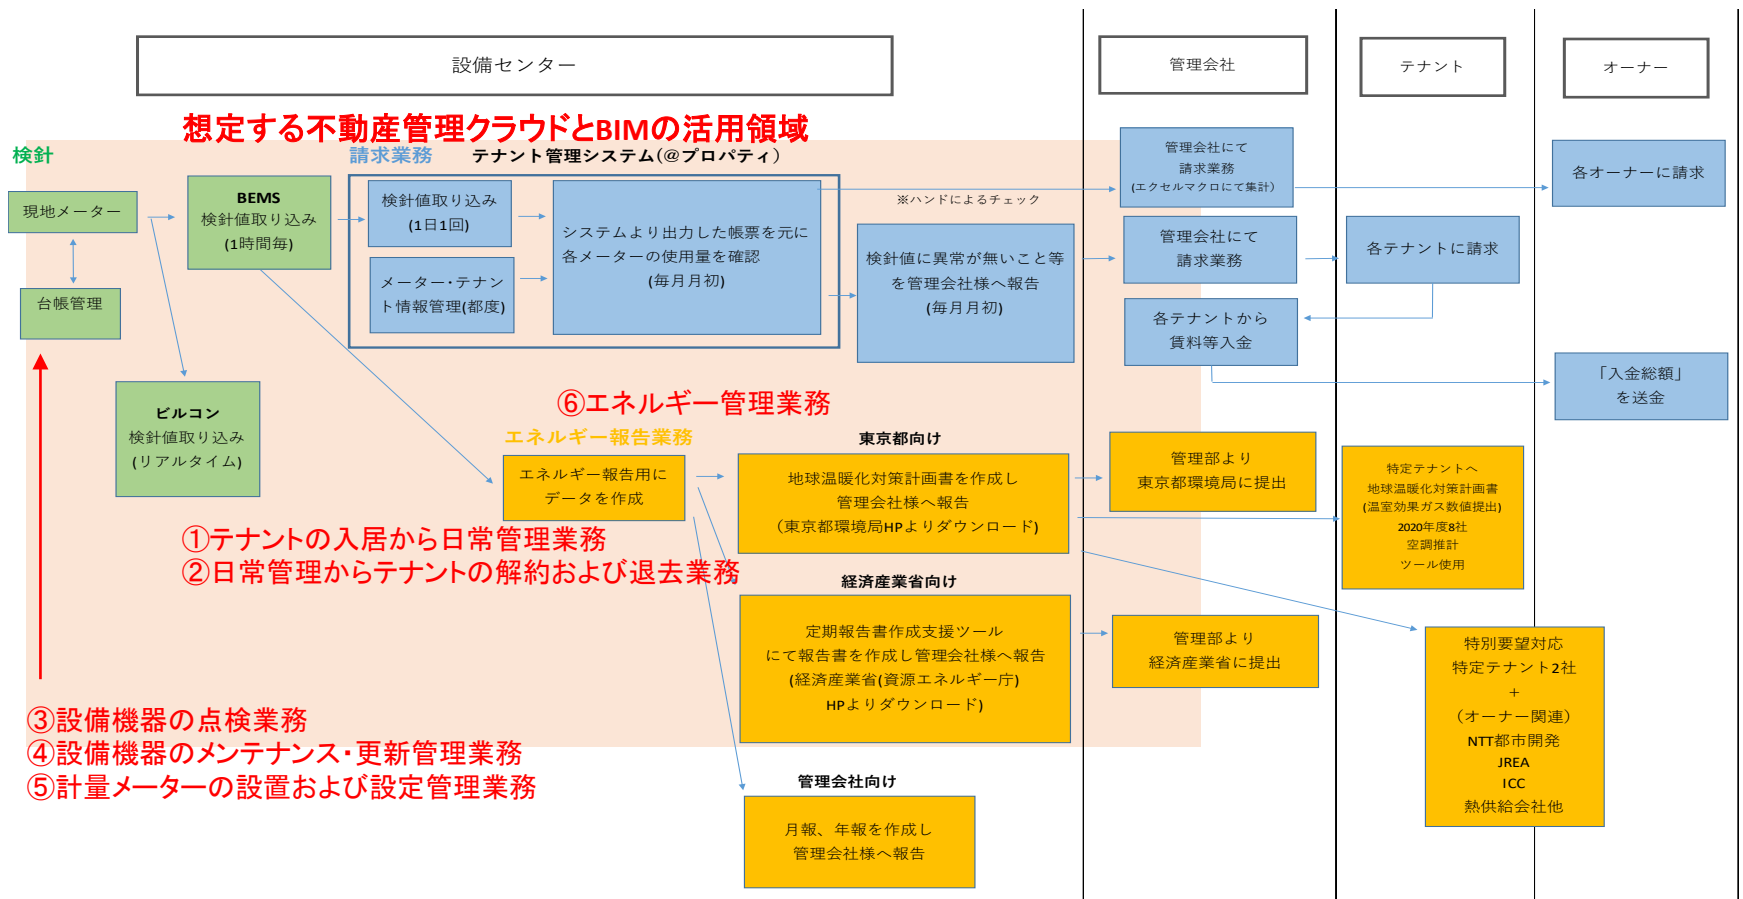 設備センター
管理会社
テナント
オーナー
想定する不動産管理クラウドとBIMの活用領域
検針
請求業務
テナント管理システム(@プロパティ)
現地メーター
台帳管理
BEMS
検針値取り込み
(1時間毎)
ビルコン
検針値取り込み
(リアルタイム)
検針値取り込み
(1日1回)
メーター・テナン
ト情報管理(都度)
システムより出力した帳票を元に
各メーターの使用量を確認
(毎月月初)
※ハンドによるチェック
検針値に異常が無いこと等
を管理会社様へ報告
(毎月月初)
管理会社にて
請求業務
(エクセルマクロにて集計)
管理会社にて
請求業務
各テナントから
賃料等入金
各テナントに請求
各オーナーに請求
「入金総額」
を送金
⑥エネルギー管理業務
エネルギー報告業務
エネルギー報告用に
データを作成
東京都向け
地球温暖化対策計画書を作成し
管理会社様へ報告
(東京都環境局HPよりダウンロード)
管理部より
東京都環境局に提出
特定テナントへ
地球温暖化対策計画書
(温室効果ガス数値提出)
2020年度8社
空調推計
ツール使用
①テナントの入居から日常管理業務
②日常管理からテナントの解約および退去業務
経済産業省向け
定期報告書作成支援ツール
にて報告書を作成し管理会社様へ報告
(経済産業省(資源エネルギー庁)
HPよりダウンロード)
管理部より
経済産業省に提出
特別要望対応
特定テナント2社
+
(オーナー関連)
NTT都市開発
JREA
ICC
熱供給会社他
③設備機器の点検業務
④設備機器のメンテナンス・更新管理業務
⑤計量メーターの設置および設定管理業務
管理会社向け
月報、年報を作成し
管理会社様へ報告